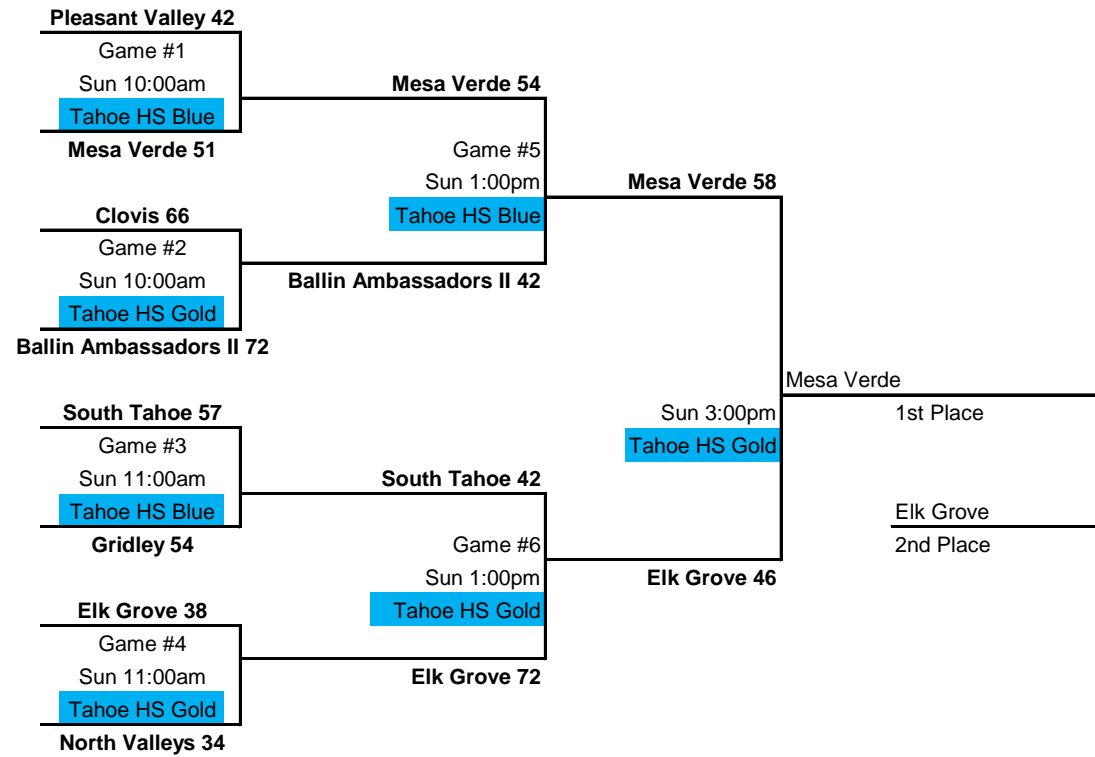 Pleasant Valley 42
Game #1
Sun 10:00am
Tahoe HS Blue
Mesa Verde 51
Clovis 66
Game #2
Sun 10:00am
Tahoe HS Gold
Ballin Ambassadors II 72
South Tahoe 57
Game #3
Sun 11:00am
Tahoe HS Blue
Gridley 54
Elk Grove 38
Game #4
Sun 11:00am
Tahoe HS Gold
North Valleys 34
Mesa Verde 54
Game #5
Sun 1:00pm
Tahoe HS Blue
Ballin Ambassadors II 42
South Tahoe 42
Game #6
Sun 1:00pm
Tahoe HS Gold
Elk Grove 72
Mesa Verde 58
Sun 3:00pm
Tahoe HS Gold
Elk Grove 46
Mesa Verde
1st Place
Elk Grove
2nd Place